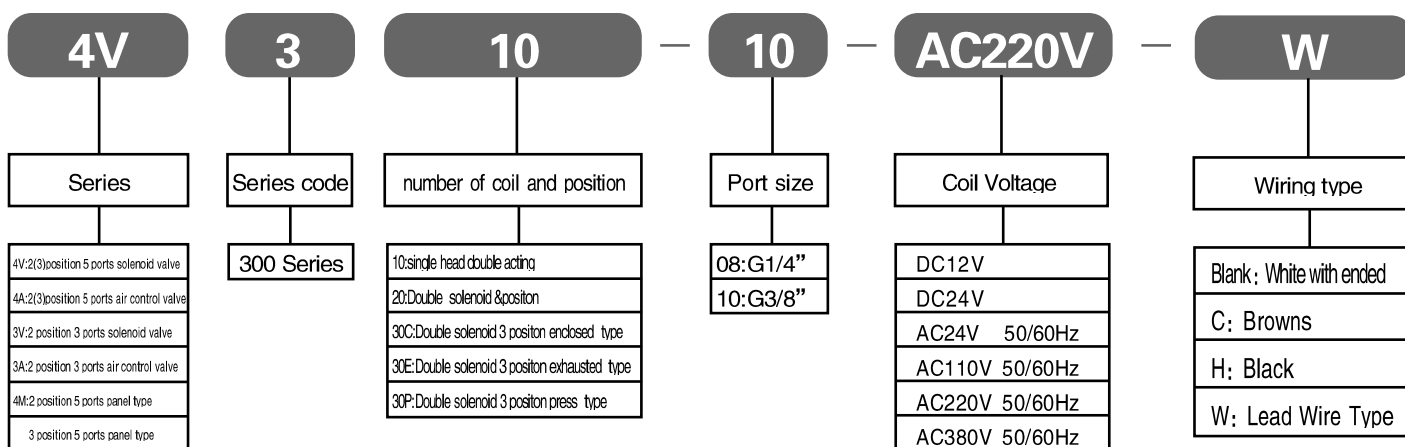 4V 3 10 — 10 — AC220V — W
Series
Series code
number of coil and position
Port size
Coil Voltage
Wiring type
4V:2(3)position 5 ports solenoid valve
4A:2(3)position 5 ports air control valve
3V:2 position 3 ports solenoid valve
3A:2 position 3 ports air control valve
4M:2 position 5 ports panel type
3 position 5 ports panel type
300 Series
10:single head double acting
20:Double solenoid &positon
30C:Double solenoid 3 positon enclosed type
30E:Double solenoid 3 positon exhausted type
30P:Double solenoid 3 positon press type
08:G1/4”
10:G3/8”
DC12V
DC24V
AC24V 50/60Hz
AC110V 50/60Hz
AC220V 50/60Hz
AC380V 50/60Hz
Blank: White with ended
C: Browns
H: Black
W: Lead Wire Type